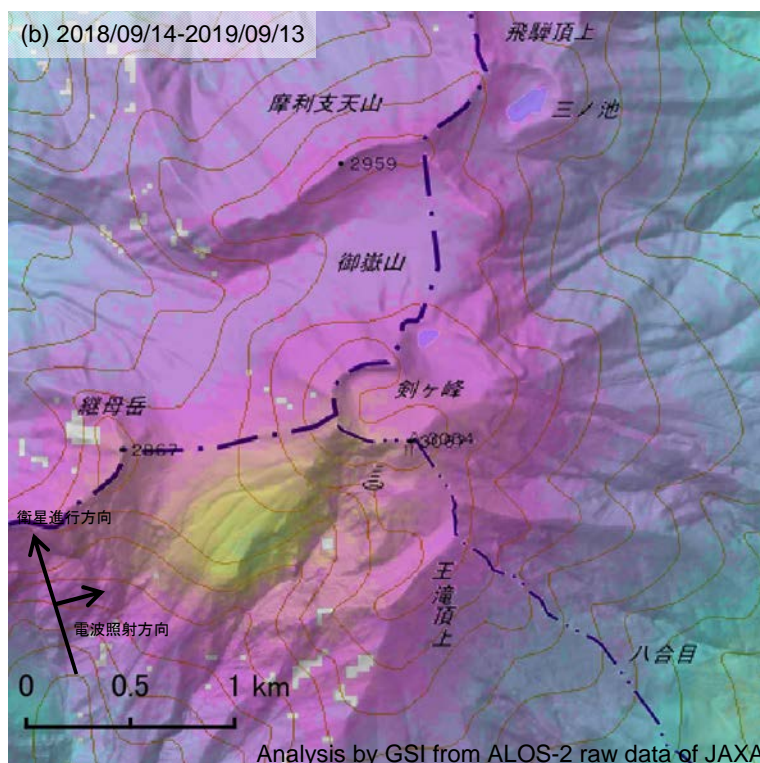 (b) 2018/09/14-2019/09/13
飛騨頂上
摩利支天山
三ノ池
2959
御嶽山
剣ヶ峰
継母岳
2867
衛星進行方向
王滝頂上
電波照射方向
八合目
0 0.5 1 km
Analysis by GSI from ALOS-2 raw data of JAXA